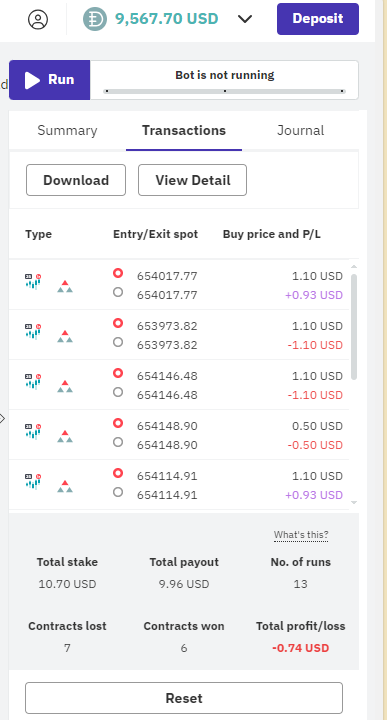 9,567.70 USD
Deposit
d
Run
Bot is not running
Summary
Transactions
Journal
Download
View Detail
Type
Entry/Exit spot
Buy price and P/L
654017.77
1.10 USD
654017.77
+0.93 USD
653973.82
1.10 USD
653973.82
-1.10 USD
654146.48
1.10 USD
654146.48
-1.10 USD
654148.90
0.50 USD
654148.90
-0.50 USD
654114.91
1.10 USD
654114.91
+0.93 USD
What's this?
Total stake
Total payout
No. of runs
10.70 USD
9.96 USD
13
Contracts lost
Contracts won
Total profit/loss
7
6
-0.74 USD
Reset